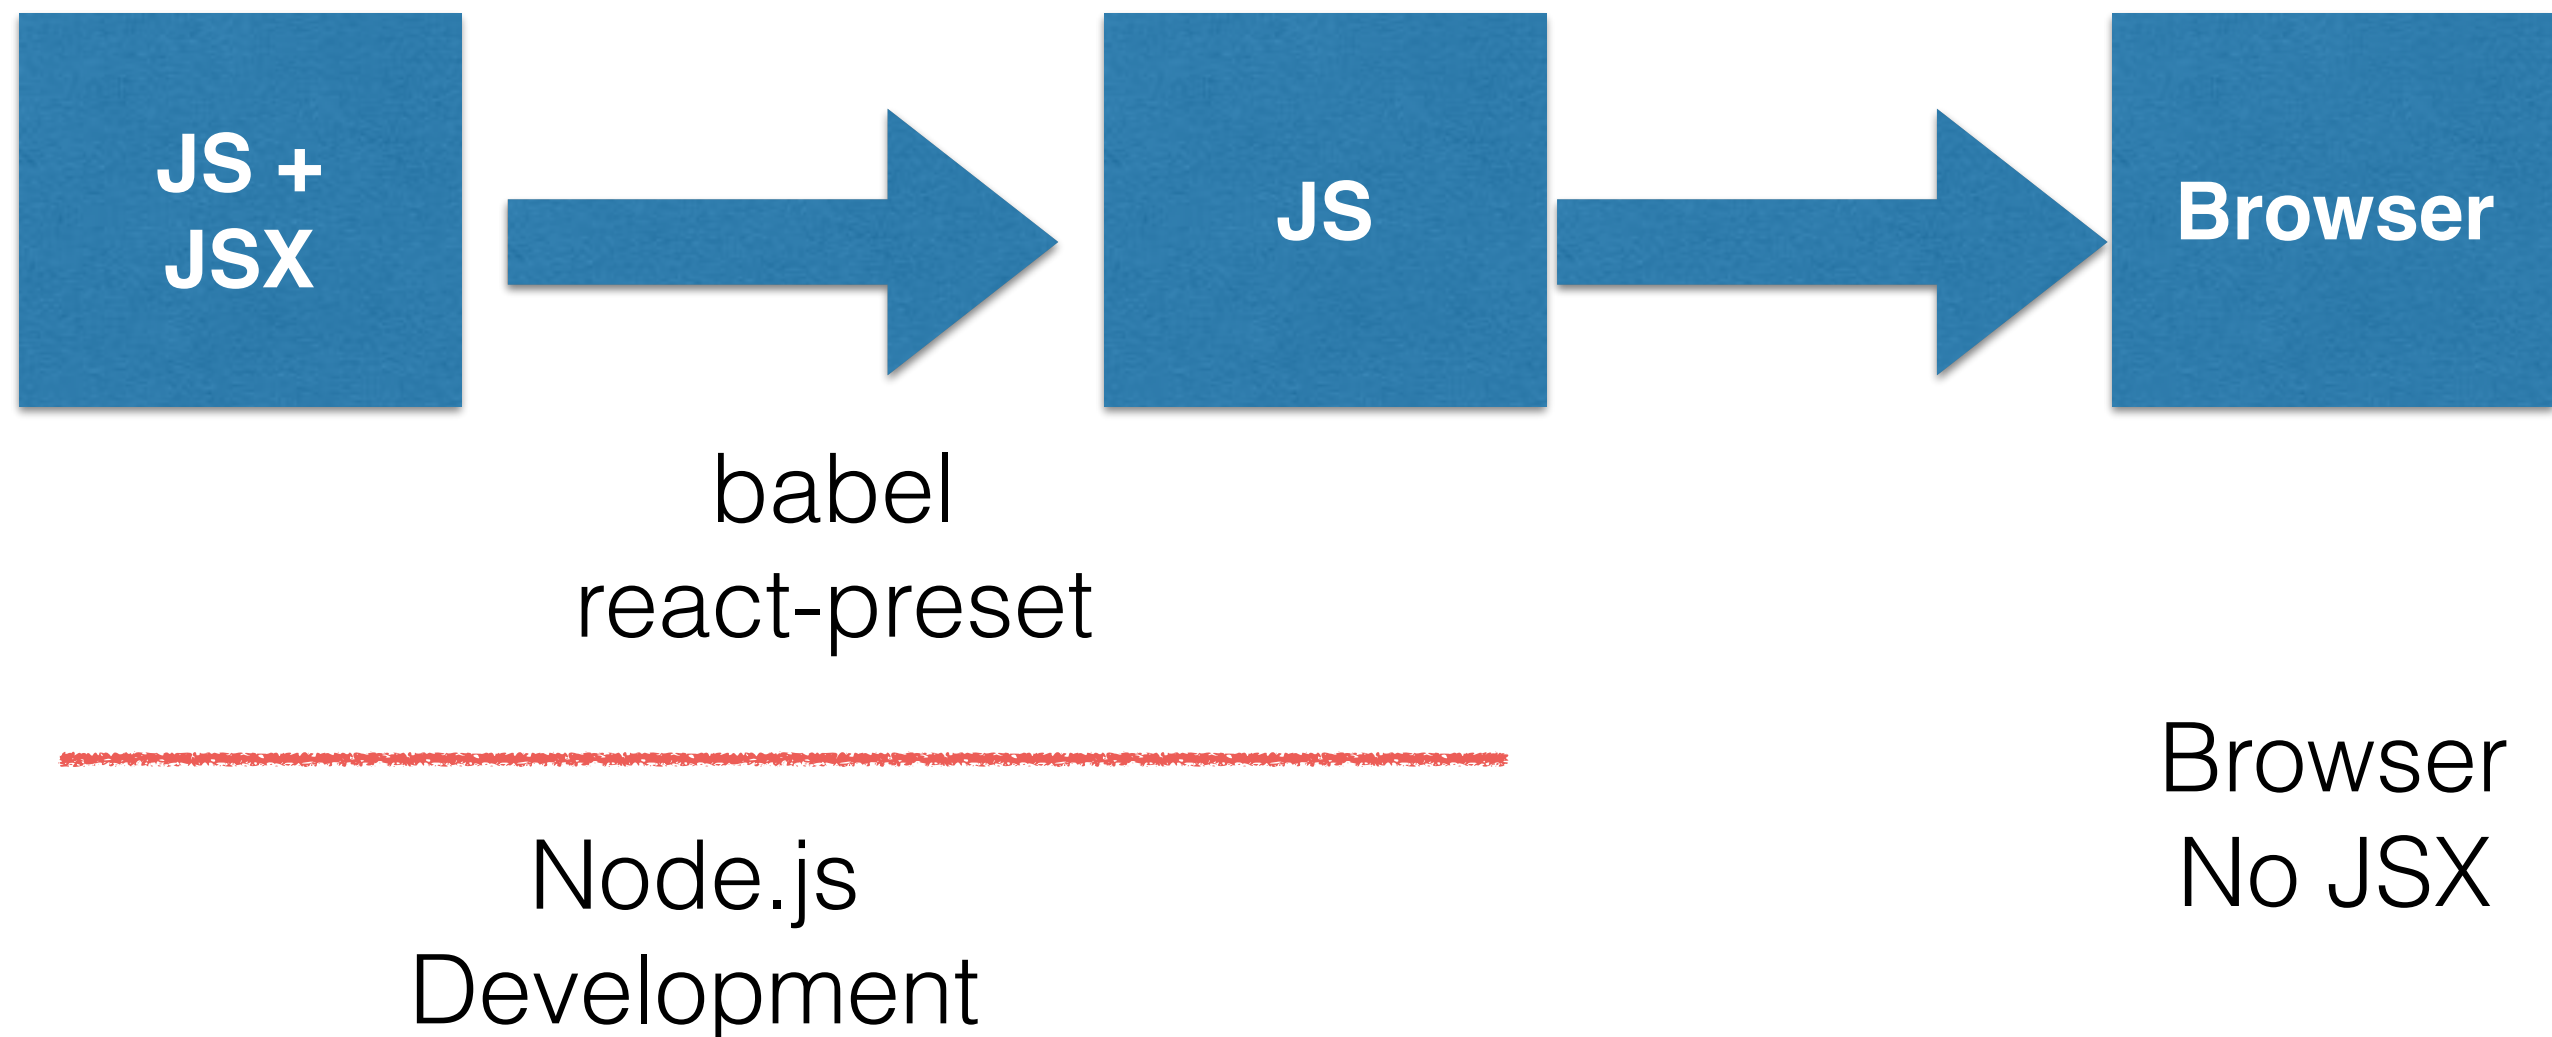 JS +
JSX
JS
Browser
babel
react-preset
Node.js
Development
Browser
No JSX